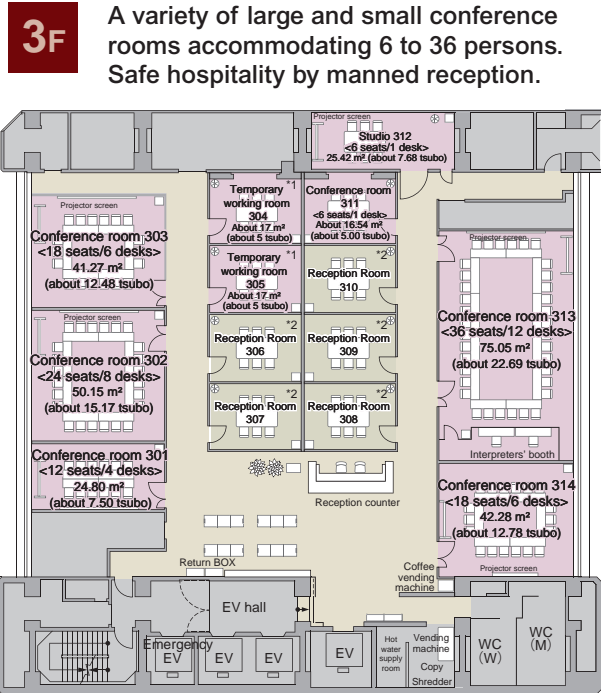 3F
A variety of large and small conference
rooms accommodating 6 to 36 persons.
Safe hospitality by manned reception.
Projector screen
Studio 312
<6 seats/1 desk>
25.42 m² (about 7.68 tsubo)
Temporary *1
working room
304
About 17 m²
(about 5 tsubo)
Conference room
311
<6 seats/1 desk>
About 16.54 m²
(about 5.00 tsubo)
Projector screen
Conference room 303
<18 seats/6 desks>
41.27 m²
(about 12.48 tsubo)
Temporary *1
working room
305
About 17 m²
(about 5 tsubo)
*2
Reception Room
310
Projector screen
Conference room 313
<36 seats/12 desks>
75.05 m²
(about 22.69 tsubo)
Interpreters' booth
Projector screen
Conference room 302
<24 seats/8 desks>
50.15 m²
(about 15.17 tsubo)
*2
Reception Room
306
*2
Reception Room
309
*2
Reception Room
307
*2
Reception Room
308
Conference room 301
<12 seats/4 desks>
24.80 m²
(about 7.50 tsubo)
Reception counter
Conference room 314
<18 seats/6 desks>
42.28 m²
(about 12.78 tsubo)
Projector screen
Return BOX
Coffee
vending
machine
EV hall
Emergency
EV
EV
EV
EV
Hot
water
supply
room
Vending
machine
Copy
Shredder
WC
(W)
WC
(M)